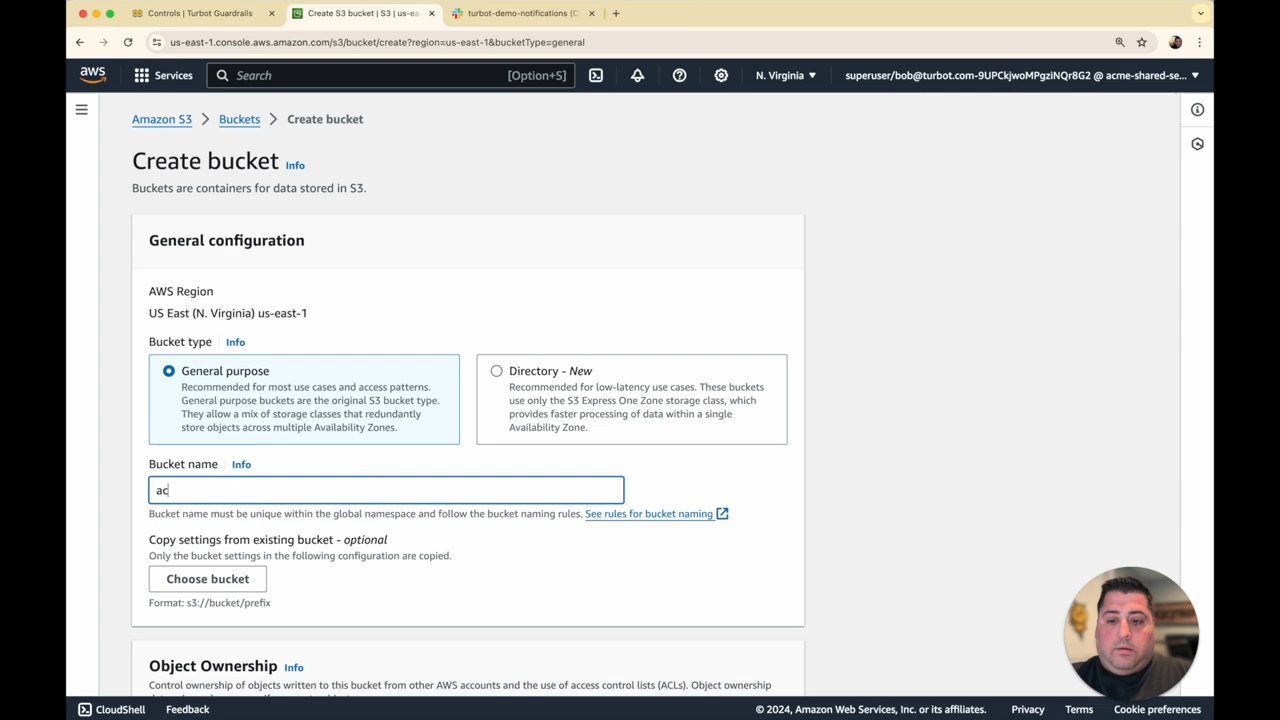 Controls | Turbot Guardrails
Create S3 bucket | S3 | us-ea
turbot-demo-notifications (C
us-east-1.console.aws.amazon.com/s3/bucket/create?region=us-east-1&bucketType=general
aws
Services
Search
[Option+S]
N. Virginia
superuser/bob@turbot.com-9UPCkjwoMPgziNQr8G2 @ acme-shared-se...
Amazon S3
Buckets
Create bucket
Create bucket
Info
Buckets are containers for data stored in S3.
General configuration
AWS Region
US East (N. Virginia) us-east-1
Bucket type
Info
General purpose
Recommended for most use cases and access patterns.
General purpose buckets are the original S3 bucket type.
They allow a mix of storage classes that redundantly
store objects across multiple Availability Zones.
Directory - New
Recommended for low-latency use cases. These buckets
use only the S3 Express One Zone storage class, which
provides faster processing of data within a single
Availability Zone.
Bucket name
Info
ac
Bucket name must be unique within the global namespace and follow the bucket naming rules. See rules for bucket naming
Copy settings from existing bucket - optional
Only the bucket settings in the following configuration are copied.
Choose bucket
Format: s3://bucket/prefix
Object Ownership
Info
Control ownership of objects written to this bucket from other AWS accounts and the use of access control lists (ACLs). Object ownership
CloudShell
Feedback
© 2024, Amazon Web Services, Inc. or its affiliates.
Privacy
Terms
Cookie preferences